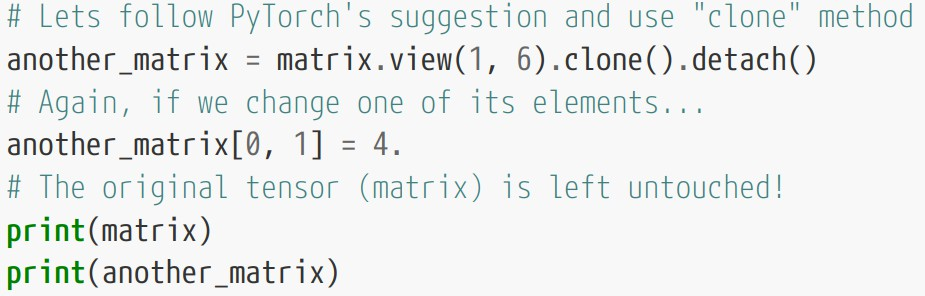 # Lets follow PyTorch's suggestion and use "clone" method
another_matrix = matrix.view(1, 6).clone().detach()
# Again, if we change one of its elements...
another_matrix[0, 1] = 4.
# The original tensor (matrix) is left untouched!
print(matrix)
print(another_matrix)